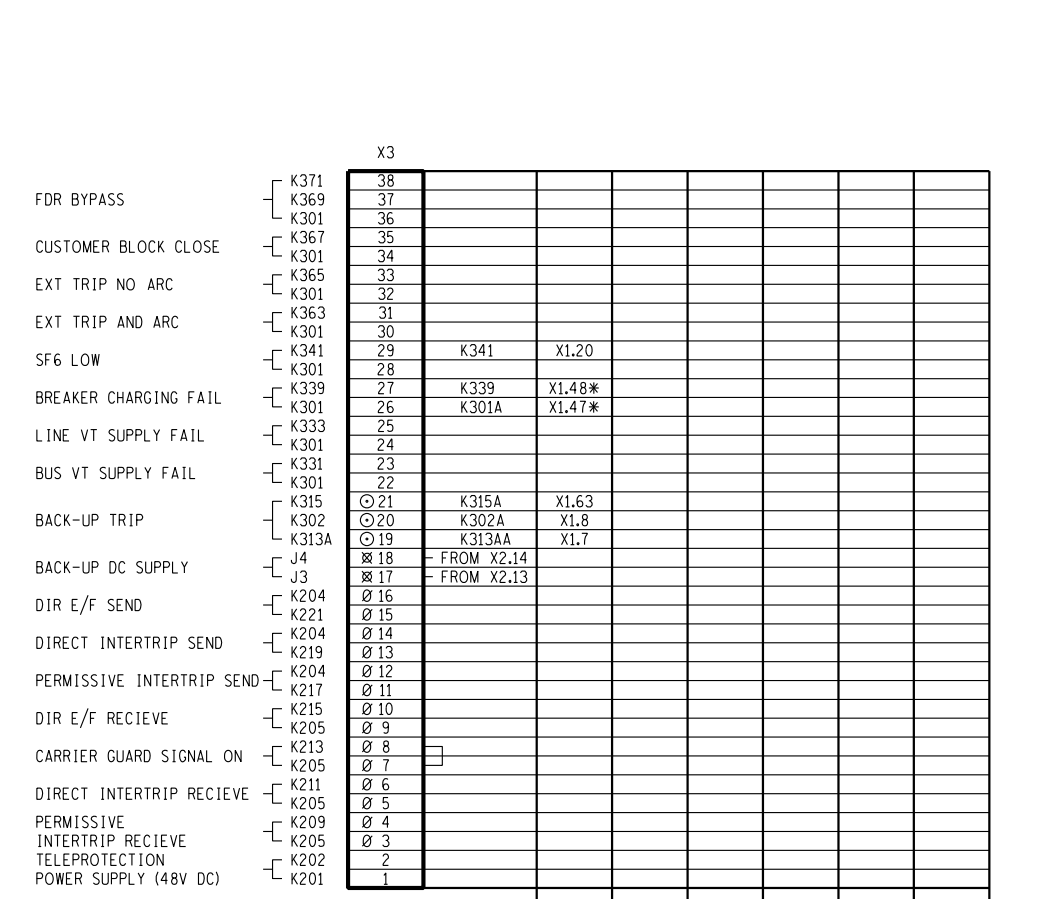 X3
K371 38
FDR BYPASS K369 37
K301 36
K367 35
CUSTOMER BLOCK CLOSE
K301 34
K365 33
EXT TRIP NO ARC
K301 32
K363 31
EXT TRIP AND ARC
K301 30
K341 29 K341 X1.20
SF6 LOW
K301 28
K339 27 K339 X1.48*
BREAKER CHARGING FAIL
K301 26 K301A X1.47*
K333 25
LINE VT SUPPLY FAIL
K301 24
K331 23
BUS VT SUPPLY FAIL
K301 22
K315 ⊙21 K315A X1.63
BACK-UP TRIP K302 ⊙20 K302A X1.8
K313A ⊙19 K313AA X1.7
J4 ⊠ 18 FROM X2.14
BACK-UP DC SUPPLY
J3 ⊠ 17 FROM X2.13
K204 Ø 16
DIR E/F SEND
K221 Ø 15
K204 Ø 14
DIRECT INTERTRIP SEND
K219 Ø 13
K204 Ø 12
PERMISSIVE INTERTRIP SEND
K217 Ø 11
K215 Ø 10
DIR E/F RECIEVE
K205 Ø 9
K213 Ø 8
CARRIER GUARD SIGNAL ON
K205 Ø 7
K211 Ø 6
DIRECT INTERTRIP RECIEVE
K205 Ø 5
PERMISSIVE K209 Ø 4
INTERTRIP RECIEVE K205 Ø 3
TELEPROTECTION K202 2
POWER SUPPLY (48V DC) K201 1